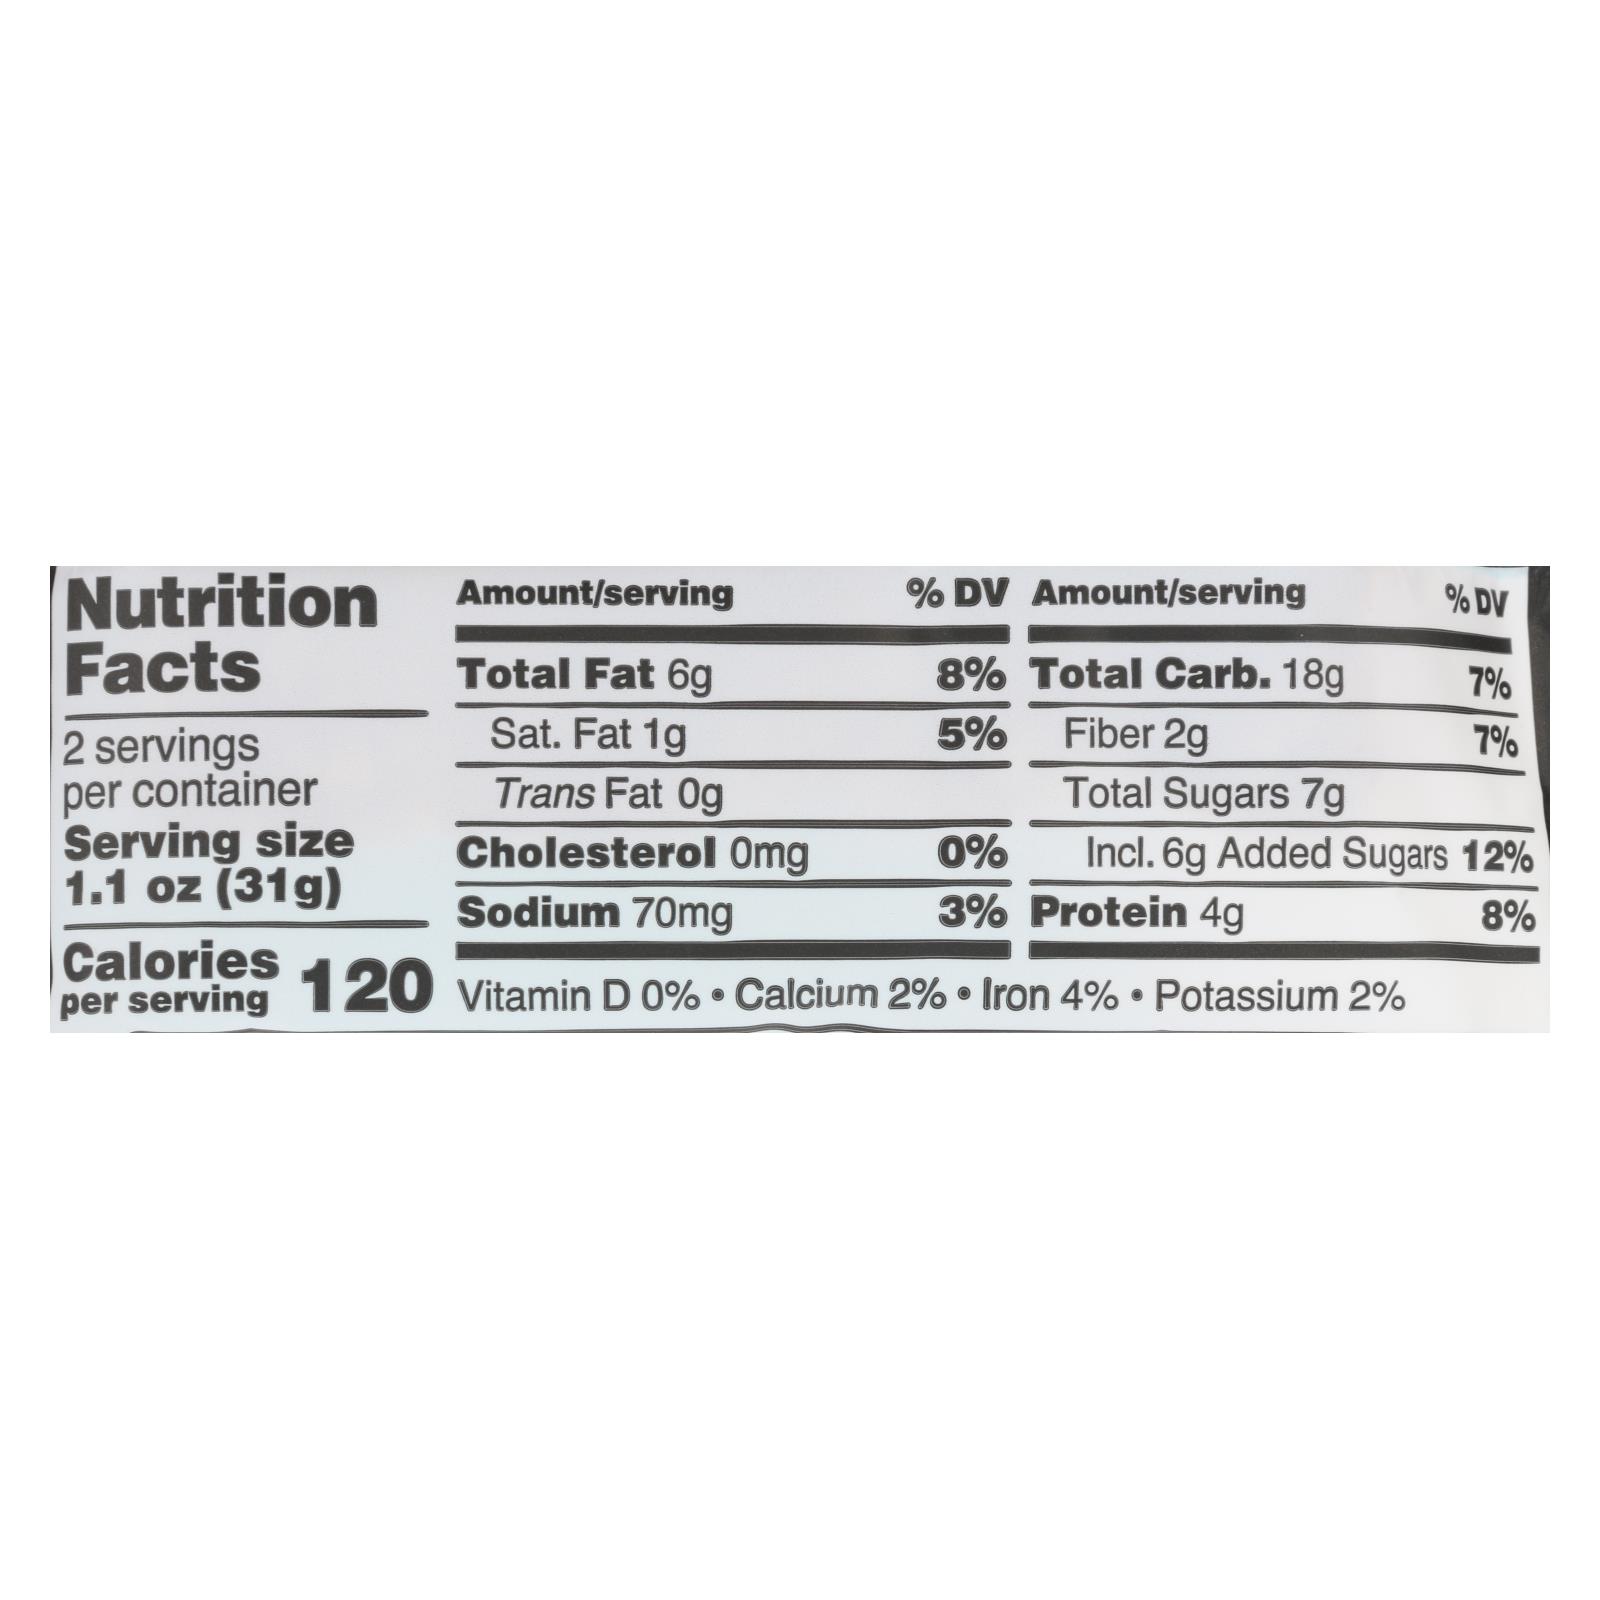 Nutrition
Facts
2 servings
per container
Serving size
1.1 oz (31g)
Calories
per serving 120
Amount/serving % DV
Total Fat 6g 8%
Sat. Fat 1g 5%
Trans Fat 0g
Cholesterol 0mg 0%
Sodium 70mg 3%
Amount/serving % DV
Total Carb. 18g 7%
Fiber 2g 7%
Total Sugars 7g
Incl. 6g Added Sugars 12%
Protein 4g 8%
Vitamin D 0% • Calcium 2% • Iron 4% • Potassium 2%